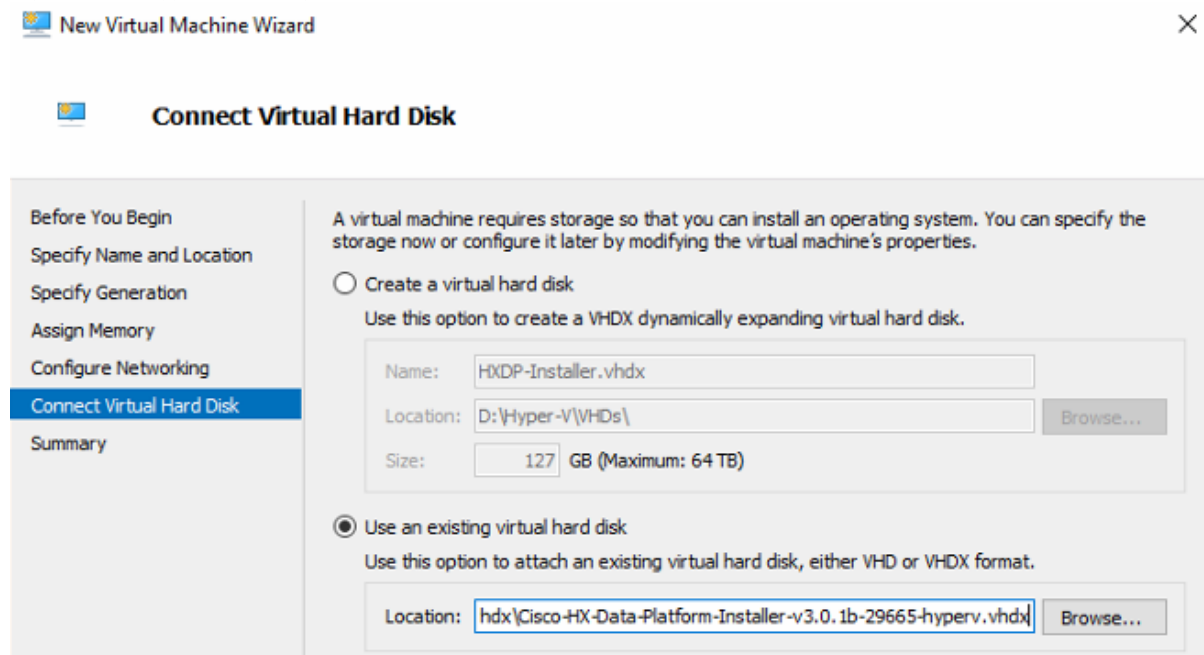 New Virtual Machine Wizard
Connect Virtual Hard Disk
Before You Begin
Specify Name and Location
Specify Generation
Assign Memory
Configure Networking
Connect Virtual Hard Disk
Summary
A virtual machine requires storage so that you can install an operating system. You can specify the
storage now or configure it later by modifying the virtual machine's properties.
Create a virtual hard disk
Use this option to create a VHDX dynamically expanding virtual hard disk.
Name: HXDP-Installer.vhdx
Location: D:\Hyper-V\VHDs\ Browse...
Size: 127 GB (Maximum: 64 TB)
Use an existing virtual hard disk
Use this option to attach an existing virtual hard disk, either VHD or VHDX format.
Location: hdx\Cisco-HX-Data-Platform-Installer-v3.0.1b-29665-hyperv.vhdx Browse...